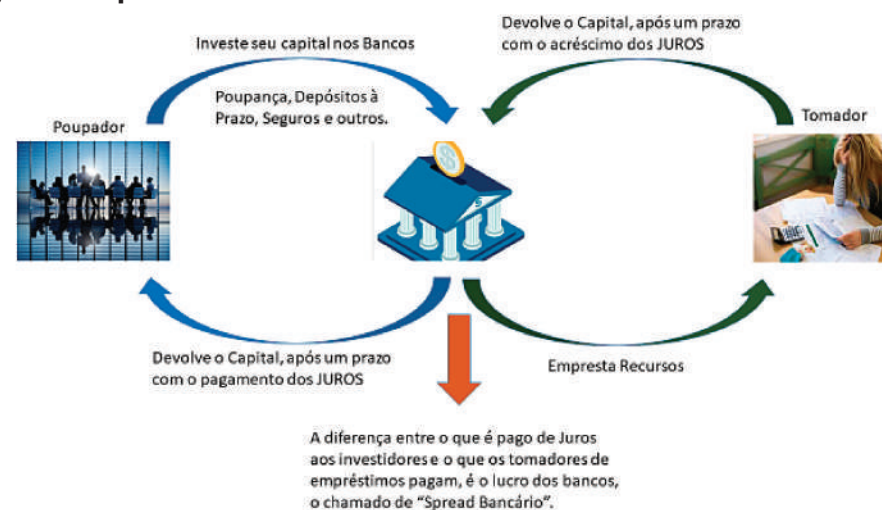 Investe seu capital nos Bancos
Devolve o Capital, após um prazo
com o acréscimo dos JUROS
Poupança, Depósitos à
Prazo, Seguros e outros.
Poupador
Tomador
Devolve o Capital, após um prazo
com o pagamento dos JUROS
Empresta Recursos
A diferença entre o que é pago de Juros
aos investidores e o que os tomadores de
empréstimos pagam, é o lucro dos bancos,
o chamado de “Spread Bancário”.